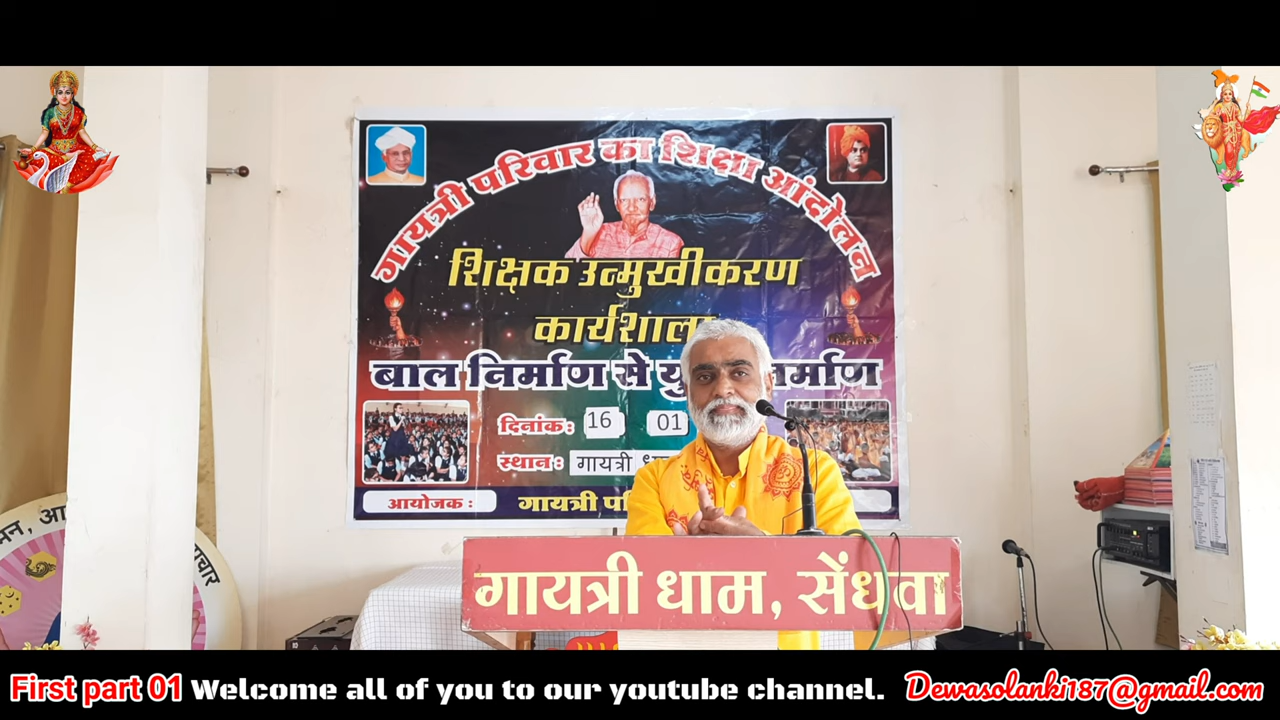 गायत्री परिवार का शिक्षा आंदोलन
शिक्षक उन्मुखीकरण
कार्यशाला
बाल निर्माण से र्माण
दिनांक: 16 01
स्थान: गायत्री
आयोजक: गायत्री
गायत्री धाम, सेंधवा
First part 01 Welcome all of you to our youtube channel. Dewasolanki187@gmail.com